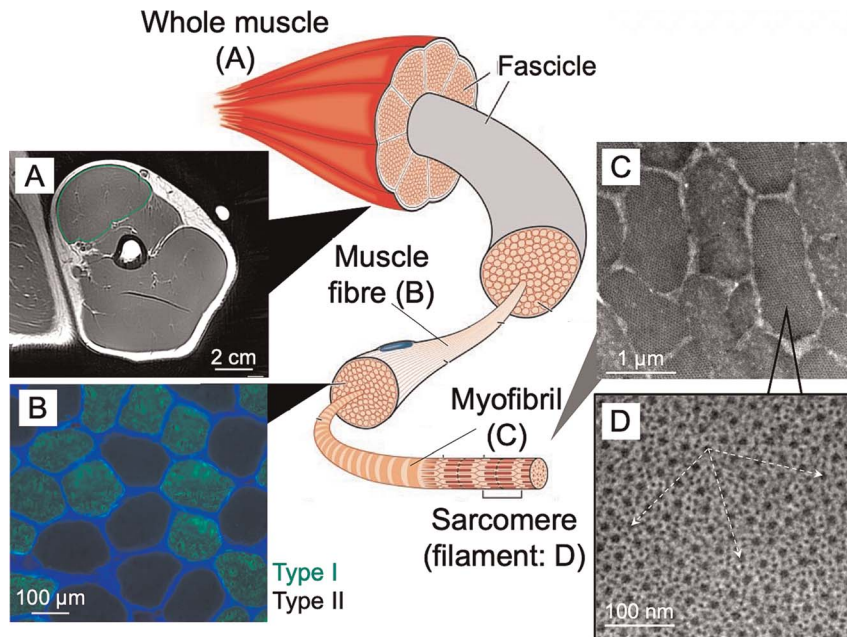 Whole muscle
(A)
Fascicle
A
2 cm
C
1 µm
Muscle
fibre (B)
B
100 µm
Type I
Type II
Myofibril
(C)
D
100 nm
Sarcomere
(filament: D)